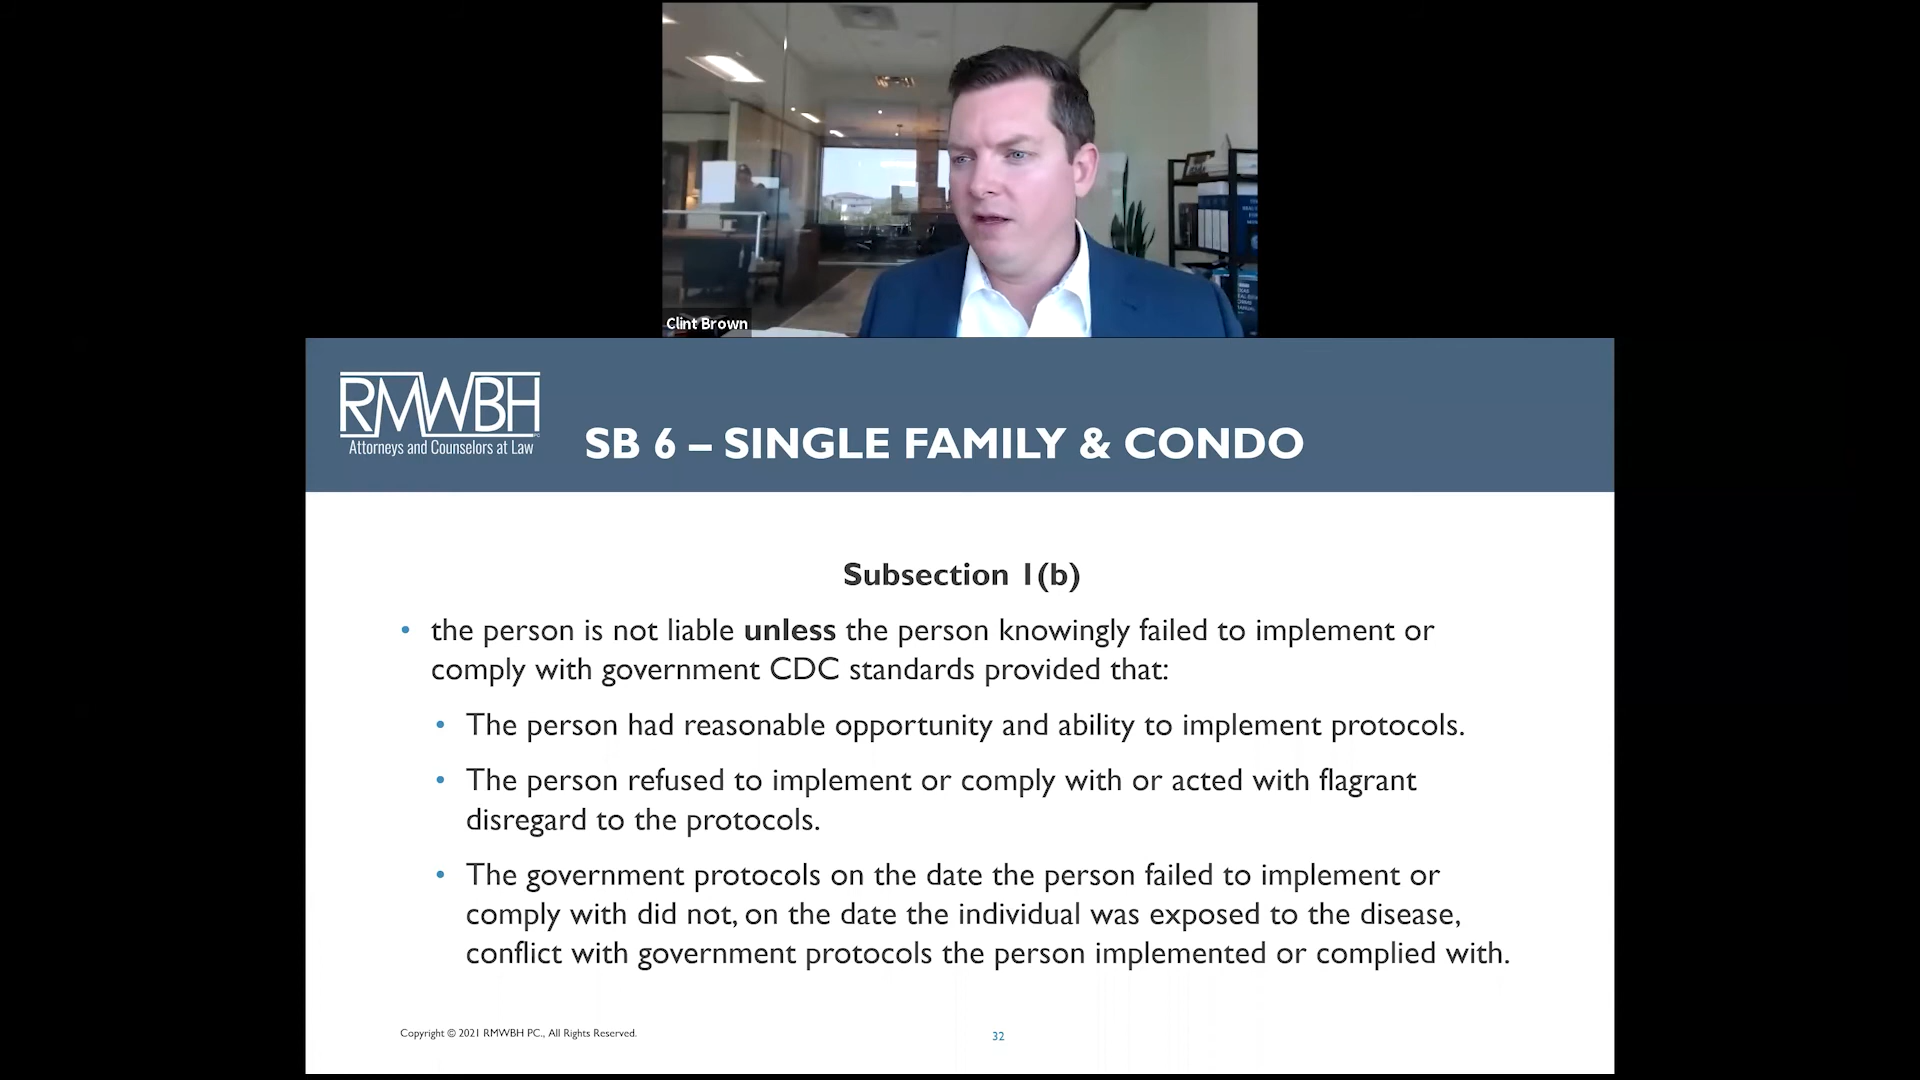 Clint Brown
RMWBH
Attorneys and Counselors at Law
SB 6 – SINGLE FAMILY & CONDO
Subsection 1(b)
• the person is not liable unless the person knowingly failed to implement or
comply with government CDC standards provided that:
• The person had reasonable opportunity and ability to implement protocols.
• The person refused to implement or comply with or acted with flagrant
disregard to the protocols.
• The government protocols on the date the person failed to implement or
comply with did not, on the date the individual was exposed to the disease,
conflict with government protocols the person implemented or complied with.
Copyright © 2021 RMWBH PC., All Rights Reserved.
32